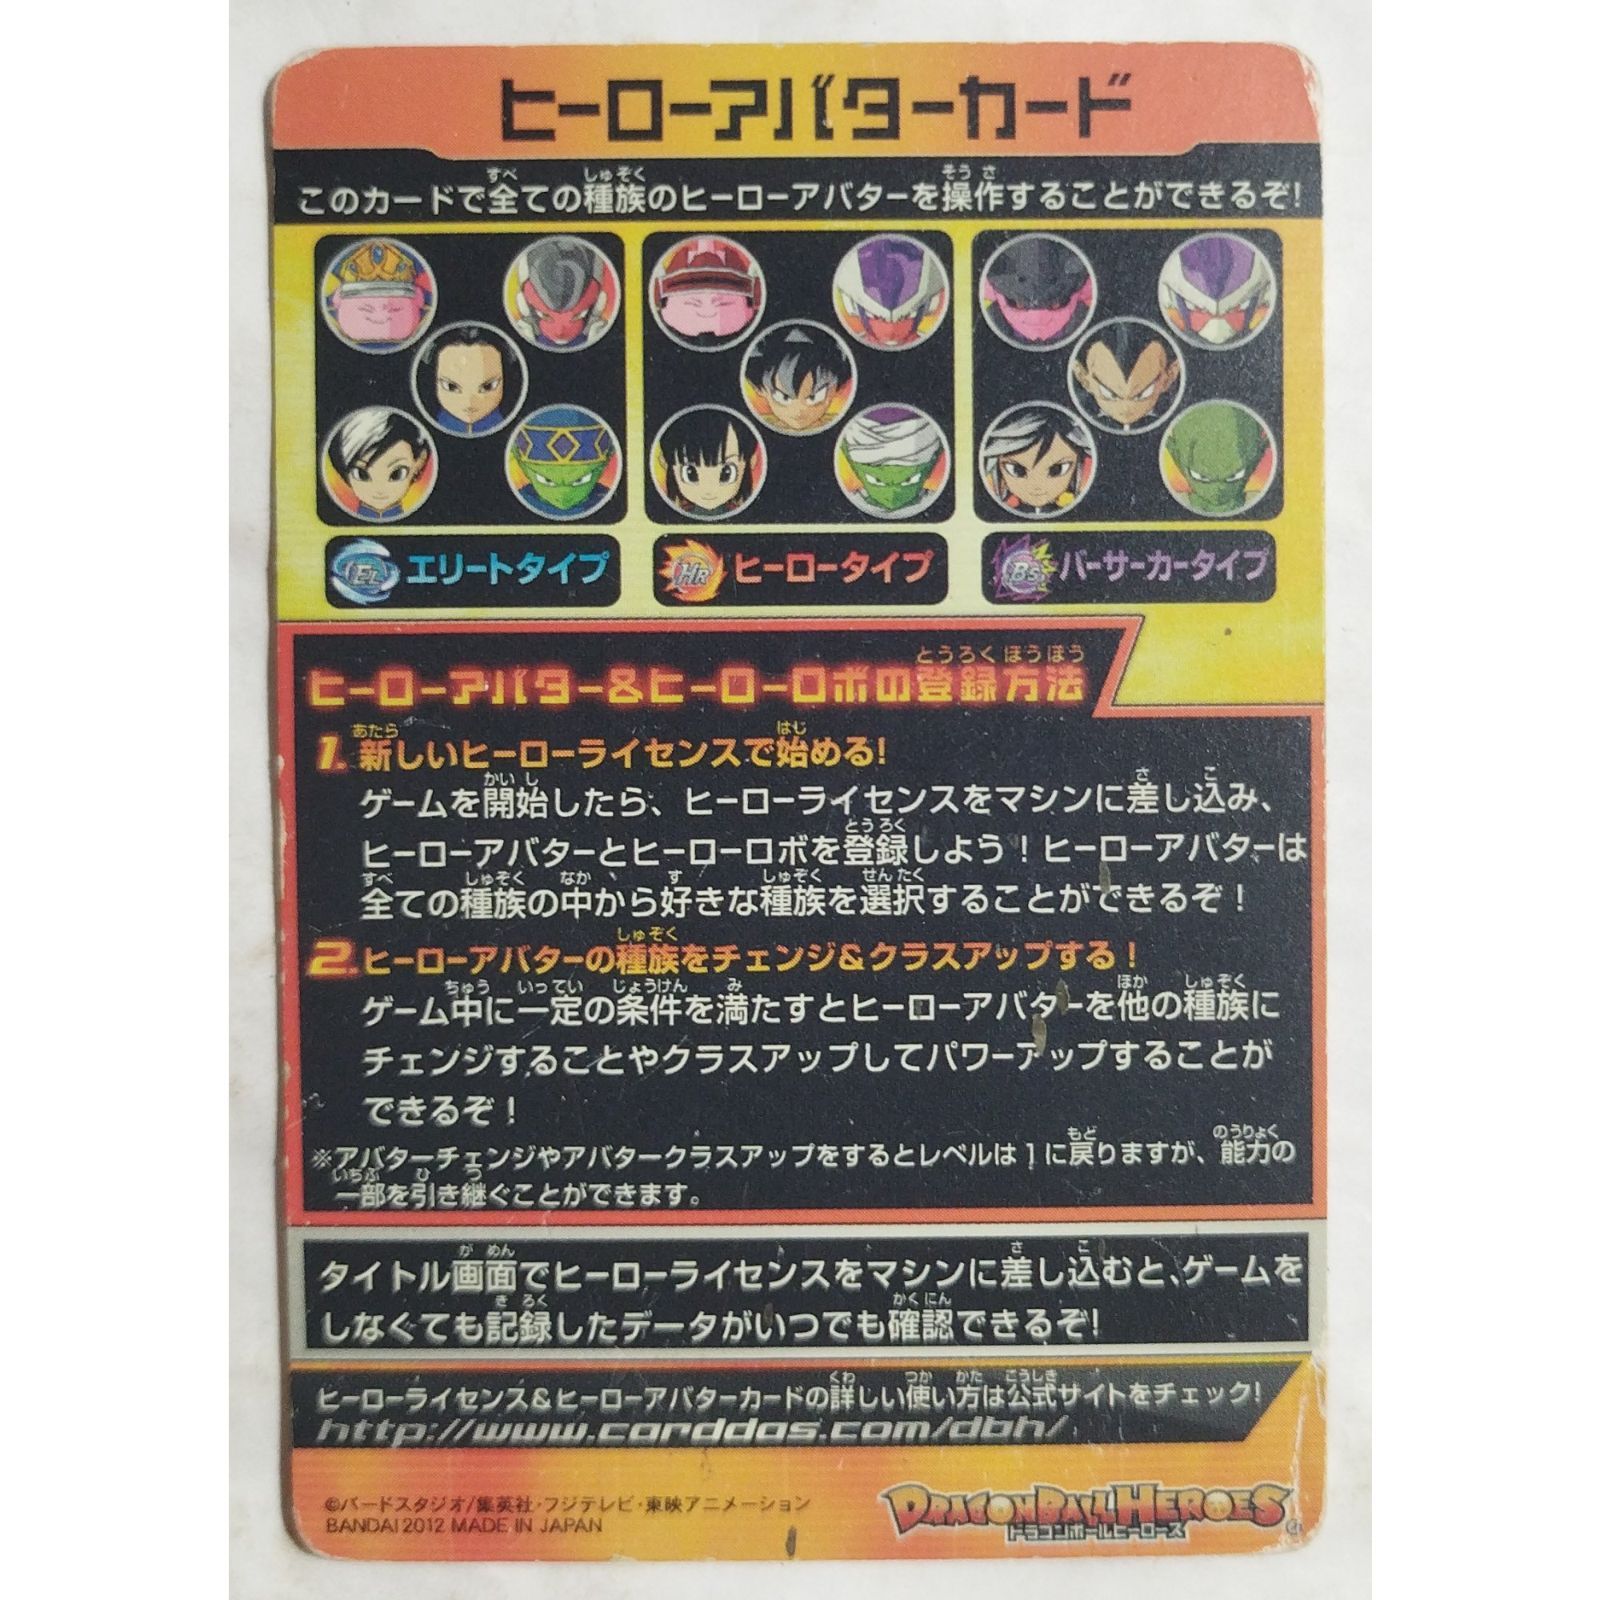 ヒーローアバターカード
このカードで全ての種族のヒーローアバターを操作することができるぞ!
EL エリートタイプ
HR ヒーロータイプ
BS バーサーカータイプ
ヒーローアバター&ヒーローロボの登録方法
1. 新しいヒーローライセンスで始める!
ゲームを開始したら、ヒーローライセンスをマシンに差し込み、
ヒーローアバターとヒーローロボを登録しよう!ヒーローアバターは
全ての種族の中から好きな種族を選択することができるぞ!
2. ヒーローアバターの種族をチェンジ&クラスアップする!
ゲーム中に一定の条件を満たすとヒーローアバターを他の種族に
チェンジすることやクラスアップしてパワーアップすることが
できるぞ!
※アバターチェンジやアバタークラスアップをするとレベルは1に戻りますが、能力の
一部を引き継ぐことができます。
タイトル画面でヒーローライセンスをマシンに差し込むと、ゲームを
しなくても記録したデータがいつでも確認できるぞ!
ヒーローライセンス&ヒーローアバターカードの詳しい使い方は公式サイトをチェック!
http://www.carddas.com/dbh/
©バードスタジオ/集英社・フジテレビ・東映アニメーション
BANDAI 2012 MADE IN JAPAN
DRAGONBALL HEROES
ドラゴンボールヒーローズ